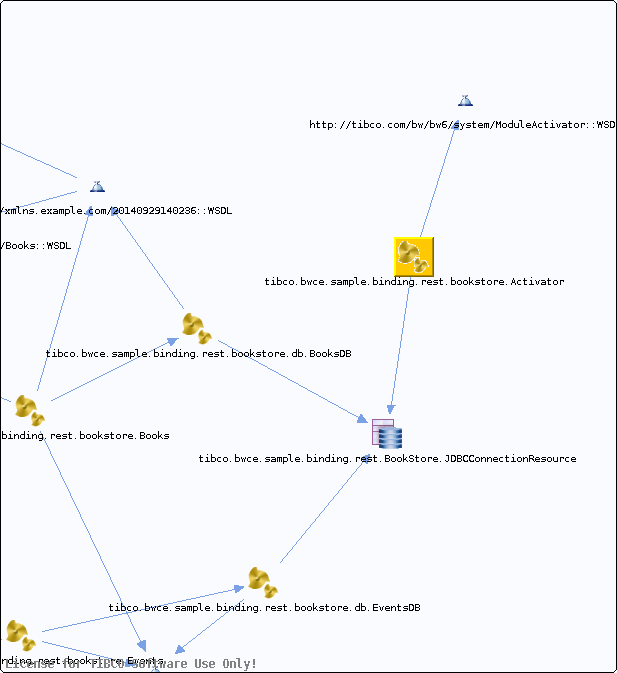 http://tibco.com/bw/bw6/system/ModuleActivator::WSD
/xmlns.example.com/20140929140236::WSDL
/Books::WSDL
tibco.bwce.sample.binding.rest.bookstore.Activator
tibco.bwce.sample.binding.rest.bookstore.db.BooksDB
binding.rest.bookstore.Books
tibco.bwce.sample.binding.rest.BookStore.JDBCConnectionResource
tibco.bwce.sample.binding.rest.bookstore.db.EventsDB
nding.rest.bookstore.Events
License for TIBCO Software Use Only!